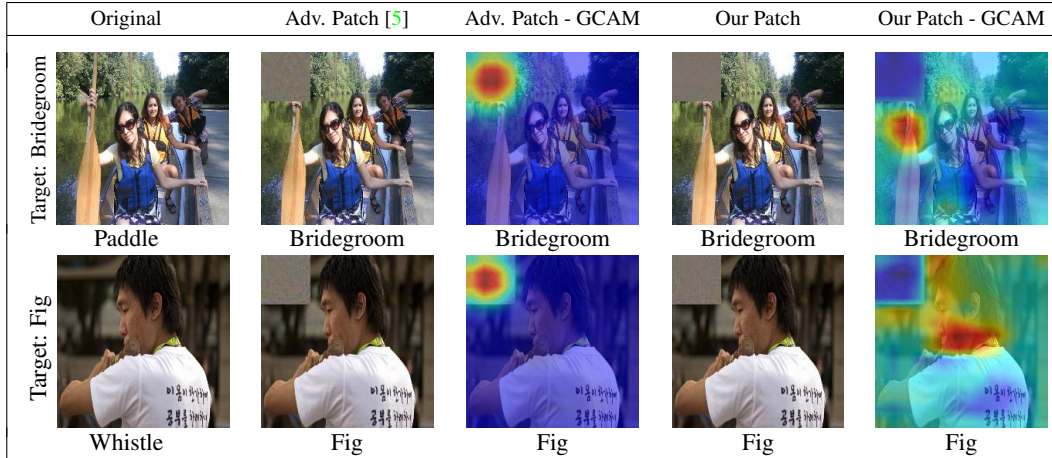 Original Adv. Patch [5] Adv. Patch - GCAM Our Patch Our Patch - GCAM
Target: Bridegroom
Paddle Bridegroom Bridegroom Bridegroom Bridegroom
Target: Fig
Whistle Fig Fig Fig Fig